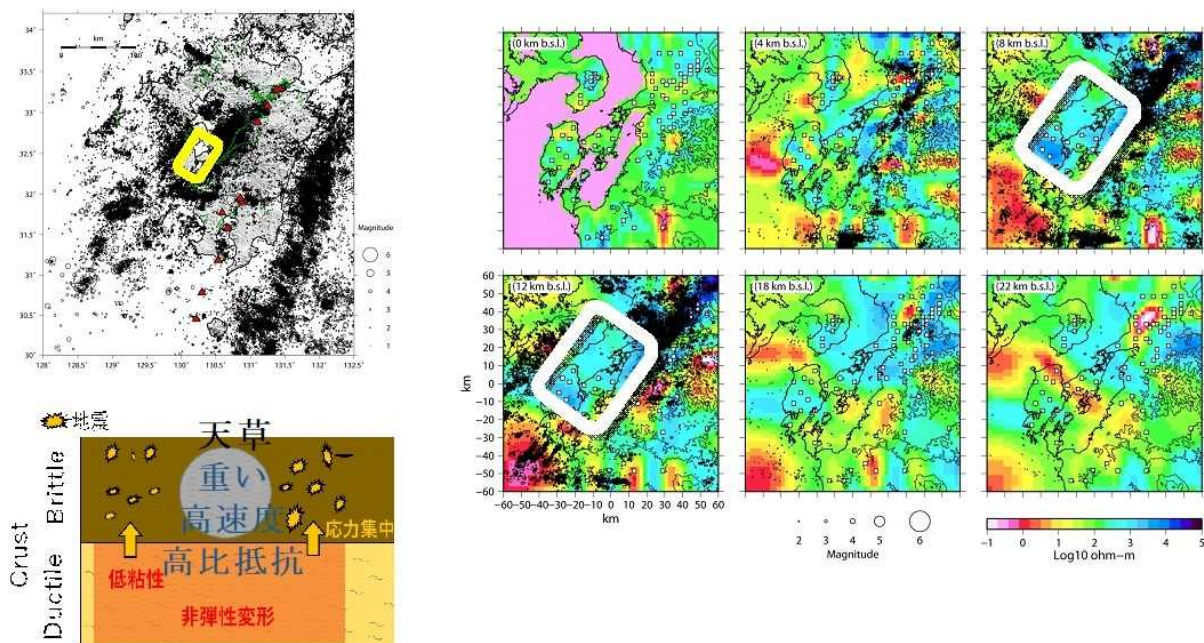 34˚
33.5˚
33˚
32.5˚
32˚
31.5˚
31˚
30.5˚
30˚
128˚ 128.5˚ 129˚ 129.5˚ 130˚ 130.5˚ 131˚ 131.5˚ 132˚ 132.5˚
km
0
Magnitude
6
5
4
3
2
1
(0 km b.s.l.)
(4 km b.s.l.)
(8 km b.s.l.)
(12 km b.s.l.)
(18 km b.s.l.)
(22 km b.s.l.)
60
50
40
30
20
10
0
−10
−20
−30
−40
−50
−60
km
−60−50−40−30−20−10 0 10 20 30 40 50 60
km
2 3 4 5 6
Magnitude
−1 0 1 2 3 4 5
Log10 ohm−m
地震
天草
重い
高速度
高比抵抗
応力集中
低粘性
非弾性変形
Crust
Brittle
Ductile